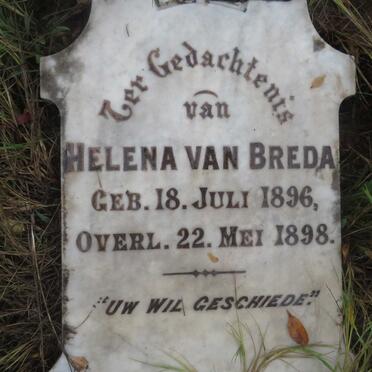 Ter Gedachtenis
van
HELENA VAN BREDA
GEB. 18. JULI 1896,
OVERL. 22. MEI 1898.
"UW WIL GESCHIEDE."